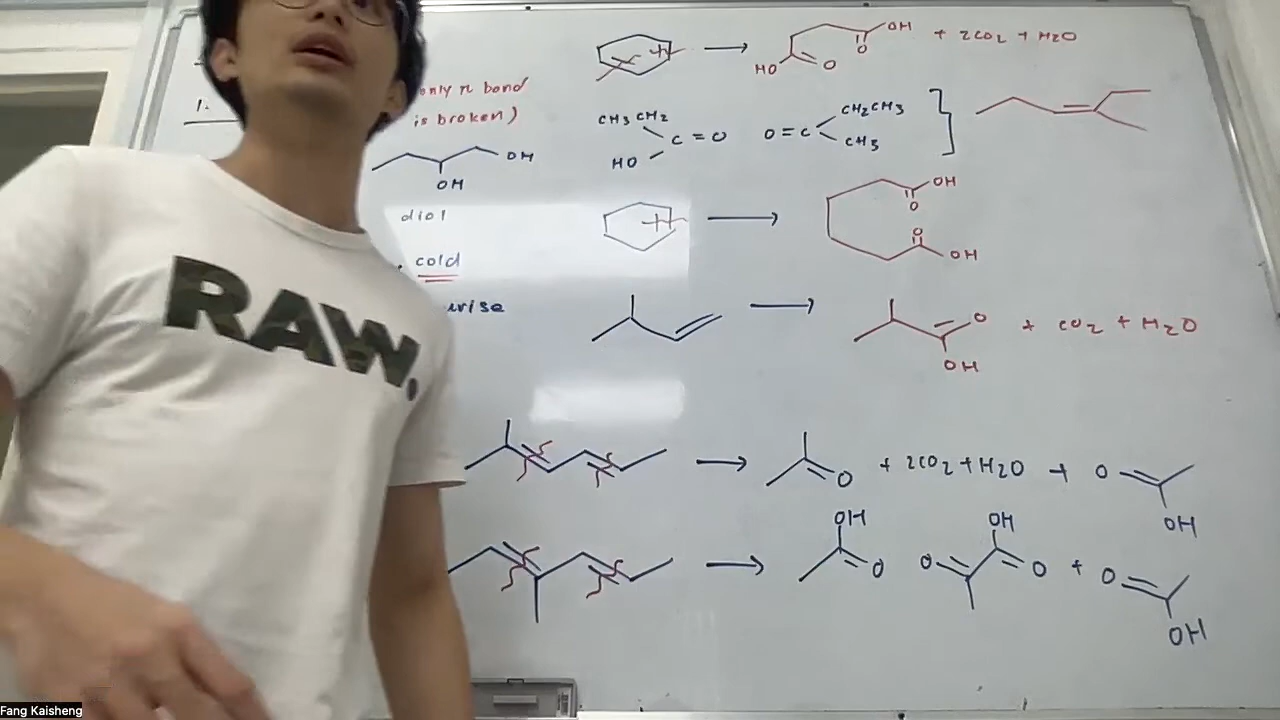 OH
HO
O
O
+ 2CO2 + H2O
1.
only π bond
is broken)
CH3CH2
HO
C = O
O = C
CH2CH3
CH3
OH
OH
diol
cold
OH
O
O
OH
O
OH
+ CO2 + H2O
RAW.
O
+ 2CO2 + H2O
+
O
OH
OH
O
O
OH
O
+
O
OH
Fang Kaisheng